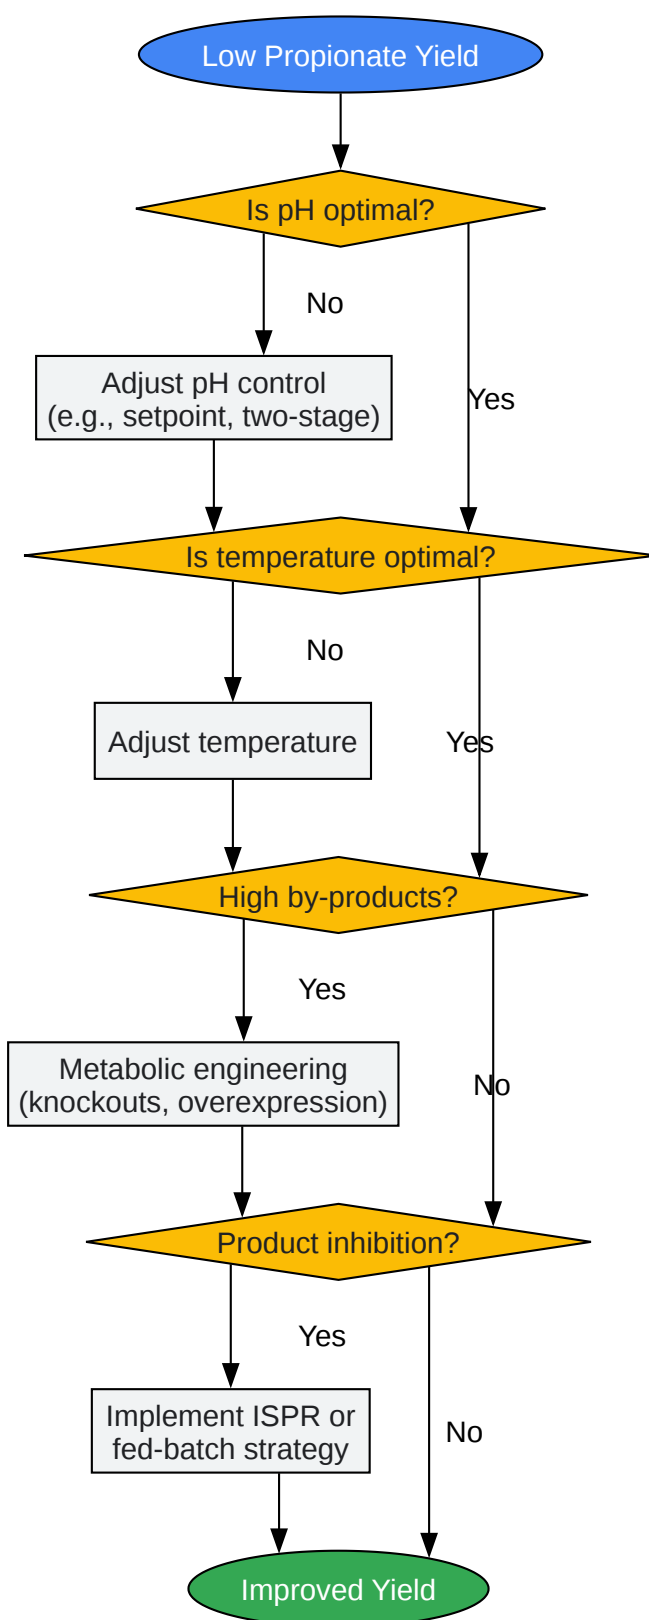 Low Propionate Yield
Is pH optimal?
No
Adjust pH control
(e.g., setpoint, two-stage)
Yes
Is temperature optimal?
No
Adjust temperature
Yes
High by-products?
Yes
Metabolic engineering
(knockouts, overexpression)
No
Product inhibition?
Yes
Implement ISPR or
fed-batch strategy
No
Improved Yield